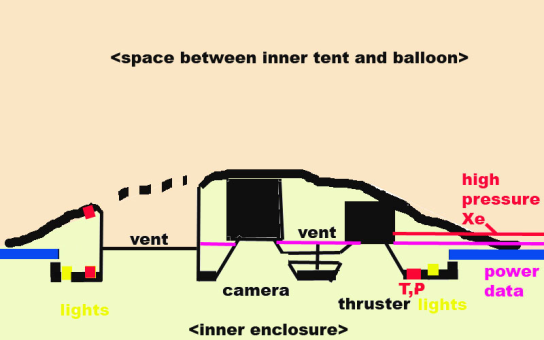 <space between inner tent and balloon>
high
pressure
Xe
vent
vent
power
data
camera
T,P
thruster
lights
lights
<inner enclosure>